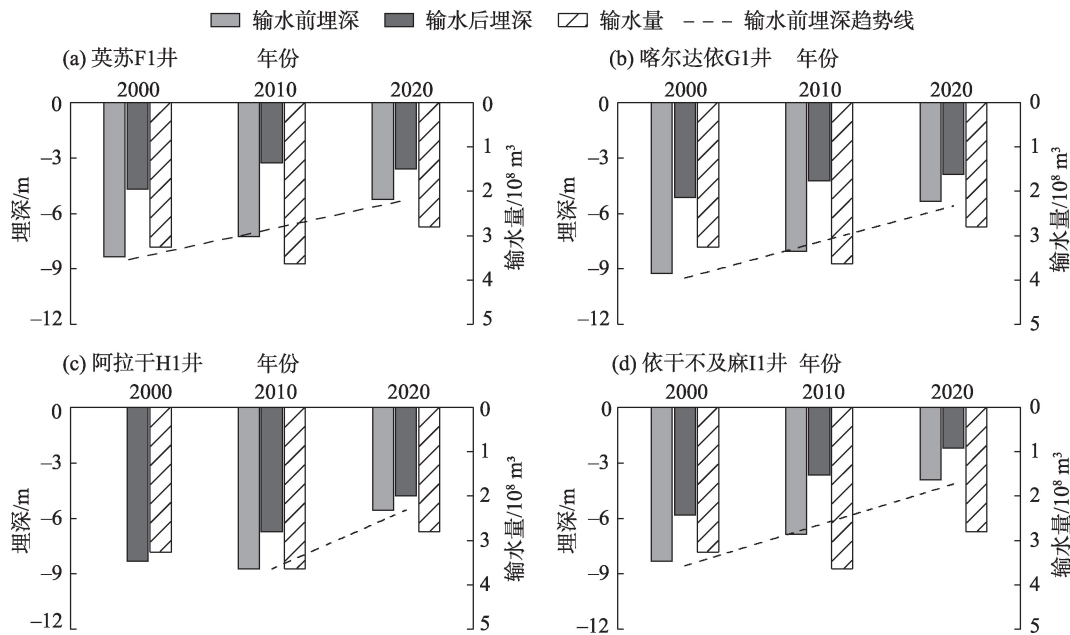 输水前埋深 输水后埋深 输水量 输水前埋深趋势线
(a) 英苏F1井 年份
2000 2010 2020
0 0
–3 1
2
–6 3
–9 4
–12 5
埋深/m
输水量/10⁸ m³
(b) 喀尔达依G1井 年份
2000 2010 2020
0 0
–3 1
2
–6 3
–9 4
–12 5
埋深/m
输水量/10⁸ m³
(c) 阿拉干H1井 年份
2000 2010 2020
0 0
–3 1
2
–6 3
–9 4
–12 5
埋深/m
输水量/10⁸ m³
(d) 依干不及麻I1井 年份
2000 2010 2020
0 0
–3 1
2
–6 3
–9 4
–12 5
埋深/m
输水量/10⁸ m³